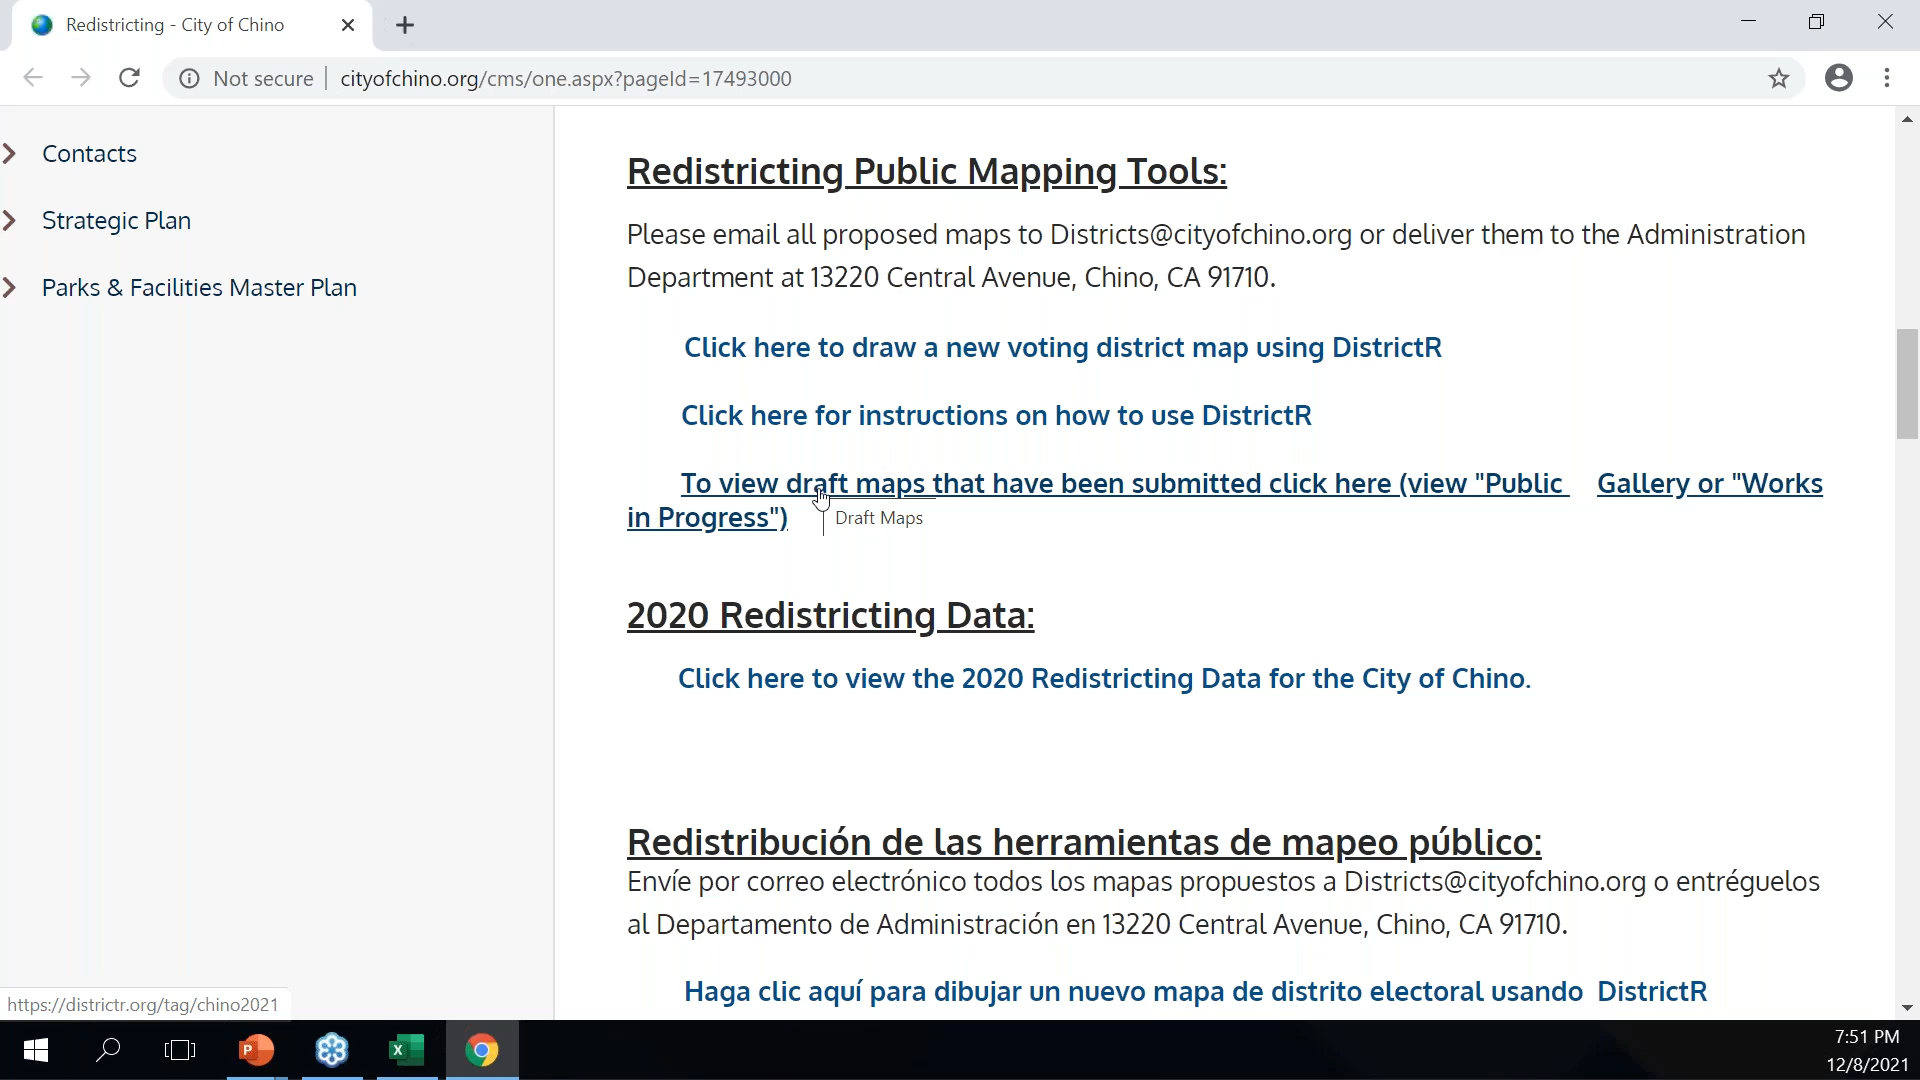 Redistricting - City of Chino
Not secure | cityofchino.org/cms/one.aspx?pageId=17493000
Contacts
Strategic Plan
Parks & Facilities Master Plan
Redistricting Public Mapping Tools:
Please email all proposed maps to Districts@cityofchino.org or deliver them to the Administration
Department at 13220 Central Avenue, Chino, CA 91710.
Click here to draw a new voting district map using DistrictR
Click here for instructions on how to use DistrictR
To view draft maps that have been submitted click here (view "Public Gallery or "Works
in Progress")
Draft Maps
2020 Redistricting Data:
Click here to view the 2020 Redistricting Data for the City of Chino.
Redistribución de las herramientas de mapeo público:
Envíe por correo electrónico todos los mapas propuestos a Districts@cityofchino.org o entréguelos
al Departamento de Administración en 13220 Central Avenue, Chino, CA 91710.
Haga clic aquí para dibujar un nuevo mapa de distrito electoral usando DistrictR
https://districtr.org/tag/chino2021
7:51 PM
12/8/2021